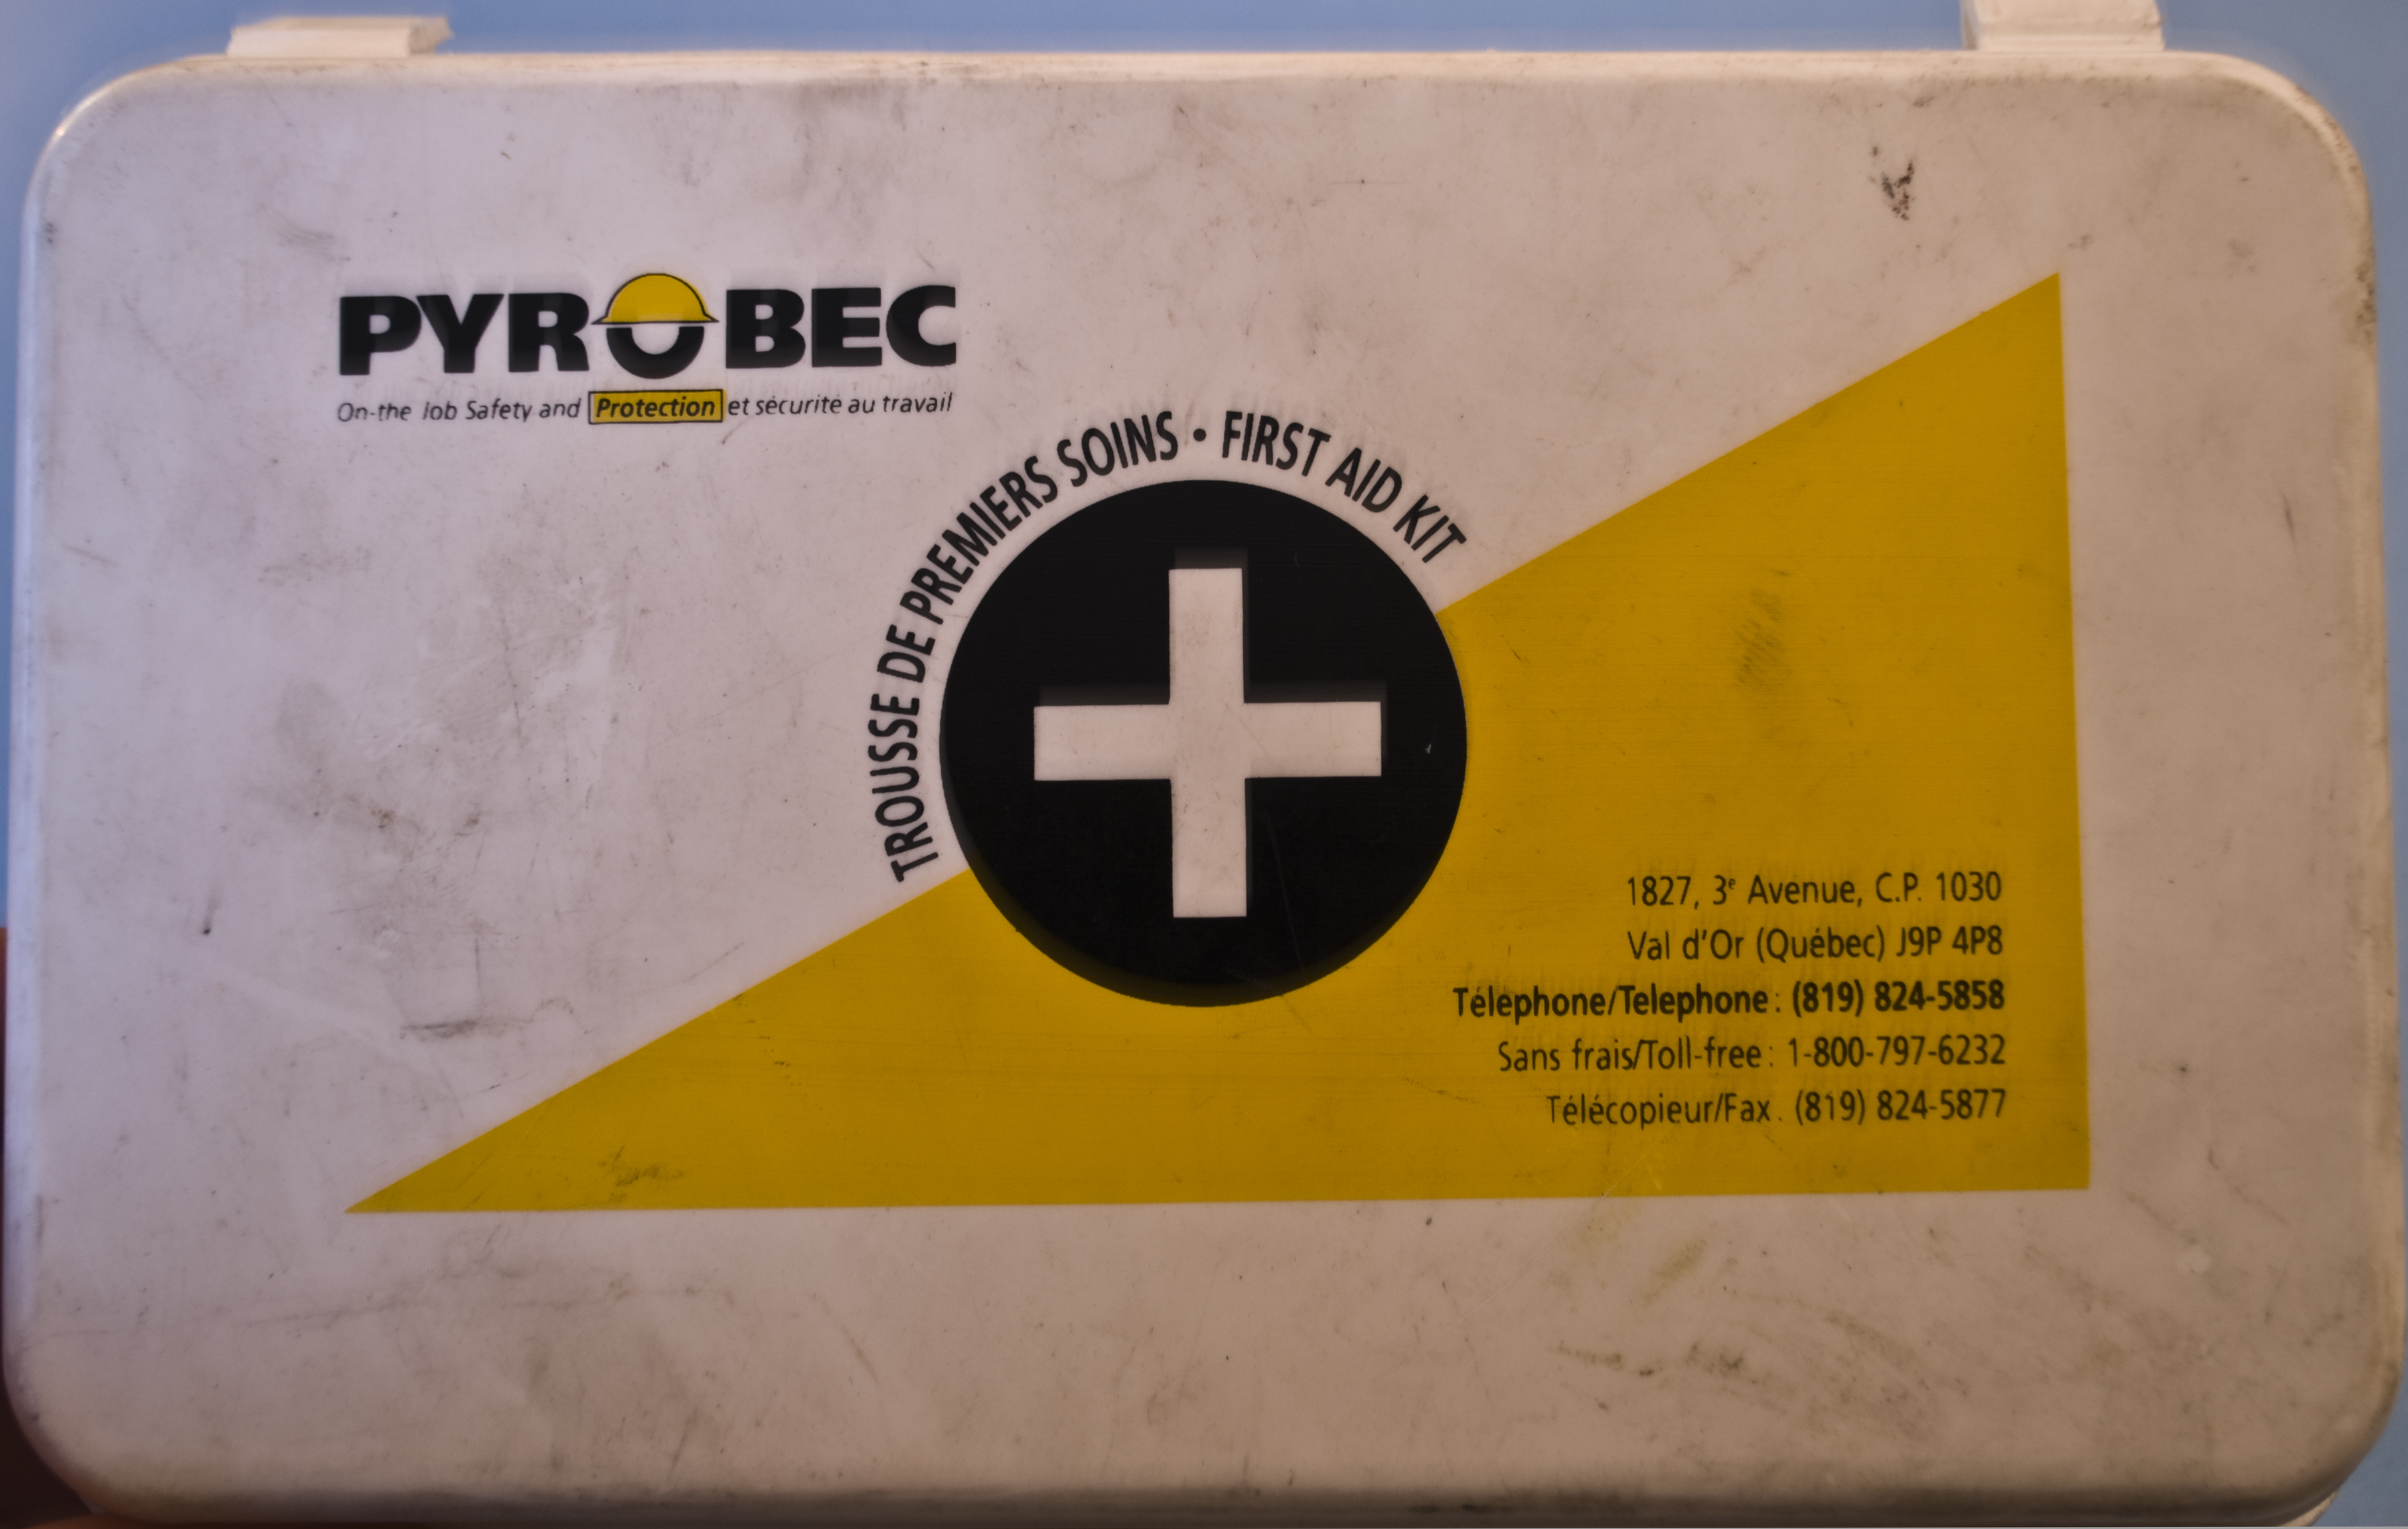 PYROBEC
On-the Job Safety and Protection et sécurité au travail
TROUSSE DE PREMIERS SOINS • FIRST AID KIT
1827, 3e Avenue, C.P. 1030
Val d'Or (Québec) J9P 4P8
Télephone/Telephone : (819) 824-5858
Sans frais/Toll-free : 1-800-797-6232
Télécopieur/Fax : (819) 824-5877